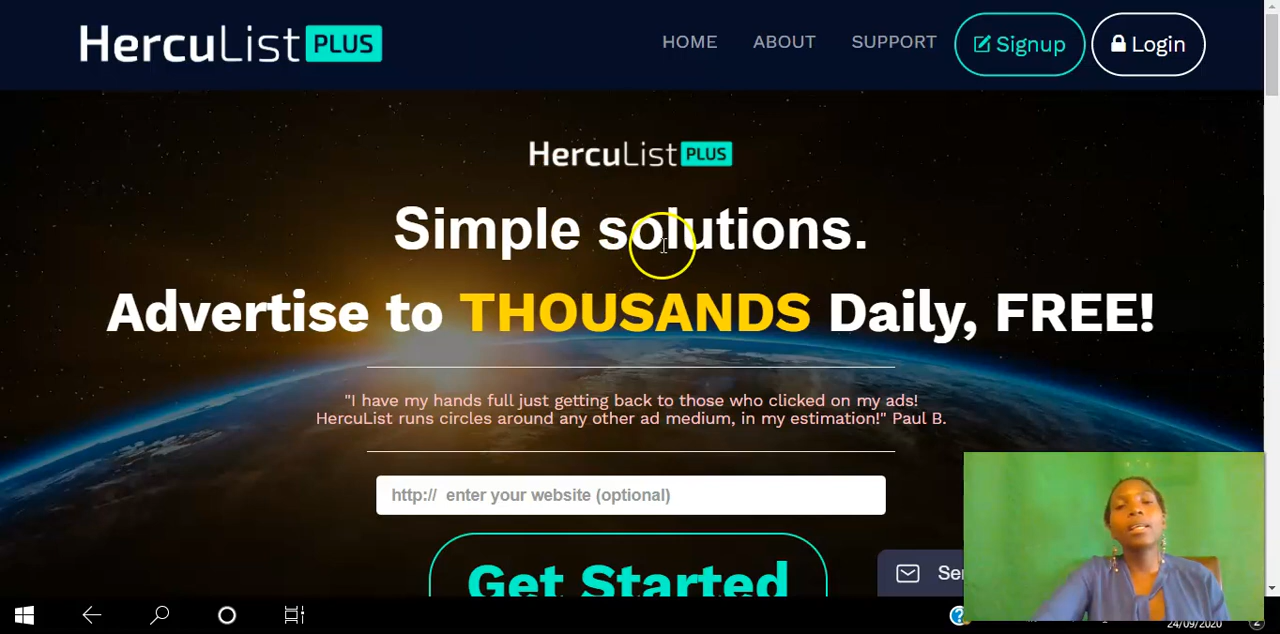 HercuList PLUS
HOME ABOUT SUPPORT Signup Login
HercuList PLUS
Simple solutions.
Advertise to THOUSANDS Daily, FREE!
"I have my hands full just getting back to those who clicked on my ads!
HercuList runs circles around any other ad medium, in my estimation!" Paul B.
http:// enter your website (optional)
Get Started
24/09/2020